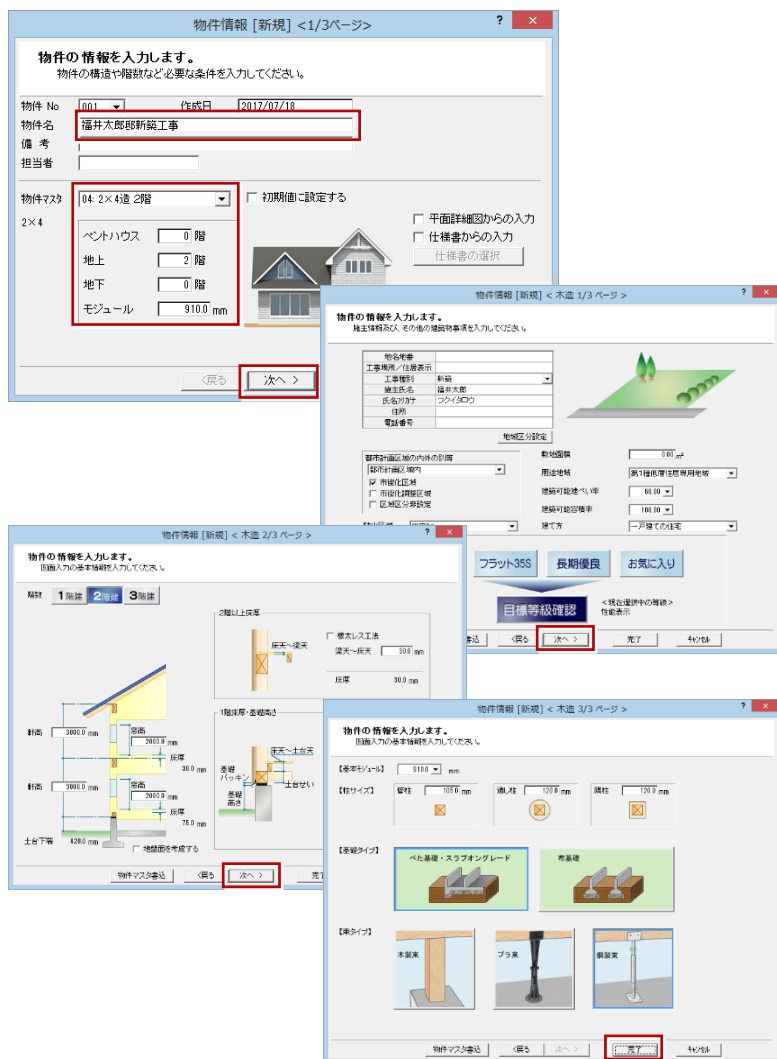 物件情報 [新規] <1/3ページ>
? ×
物件の情報を入力します。
物件の構造や階数など必要な条件を入力してください。
物件 No 001 作成日 2017/07/18
物件名 福井太郎邸新築工事
備 考
担当者
物件マスタ 04: 2×4造 2階 初期値に設定する
2×4
ペントハウス 0 階
地上 2 階
地下 0 階
モジュール 910.0 mm
平面詳細図からの入力
仕様書からの入力
仕様書の選択
<戻る 次へ >
物件情報 [新規] < 木造 1/3 ページ >
? ×
物件の情報を入力します。
施主情報及び、その他の建築物事項を入力してください。
地名地番
工事場所/住居表示
工事種別 新築
施主氏名 福井太郎
氏名フリガナ フクイタロウ
住所
電話番号
地域区分設定
都市計画区域の内外の別等
都市計画区域内
市街化区域
市街化調整区域
区域区分非設定
敷地面積 0.00 m²
用途地域 第1種低層住居専用地域
建築可能建ぺい率 60.00
建築可能容積率 100.00
建て方 一戸建ての住宅
フラット35S 長期優良 お気に入り
目標等級確認
<現在選択中の等級>
性能表示
書込 <戻る 次へ > 完了 キャンセル
物件情報 [新規] < 木造 2/3 ページ >
? ×
物件の情報を入力します。
図面入力の基本情報を入力してください。
階数 1階建 2階建 3階建
2階以上床厚
床天～梁天
根太レス工法
梁天～床天 30.0 mm
床厚 30.0 mm
1階床厚・基礎高さ
床天～土台天
基礎パッキン
土台せい
基礎高さ
軒高 3000.0 mm
窓高
2000.0 mm
床厚
30.0 mm
軒高 3000.0 mm
窓高
2000.0 mm
床厚
75.0 mm
土台下端 420.0 mm
地盤面を考慮する
物件マスタ書込 <戻る 次へ > 完了
物件情報 [新規] < 木造 3/3 ページ >
? ×
物件の情報を入力します。
図面入力の基本情報を入力してください。
【基本モジュール】 910.0 mm
【柱サイズ】 管柱 105.0 mm 通し柱 120.0 mm 隅柱 120.0 mm
【基礎タイプ】
べた基礎・スラブオングレード 布基礎
【束タイプ】
木製束 プラ束 鋼製束
物件マスタ書込 <戻る 次へ > 完了 キャンセル